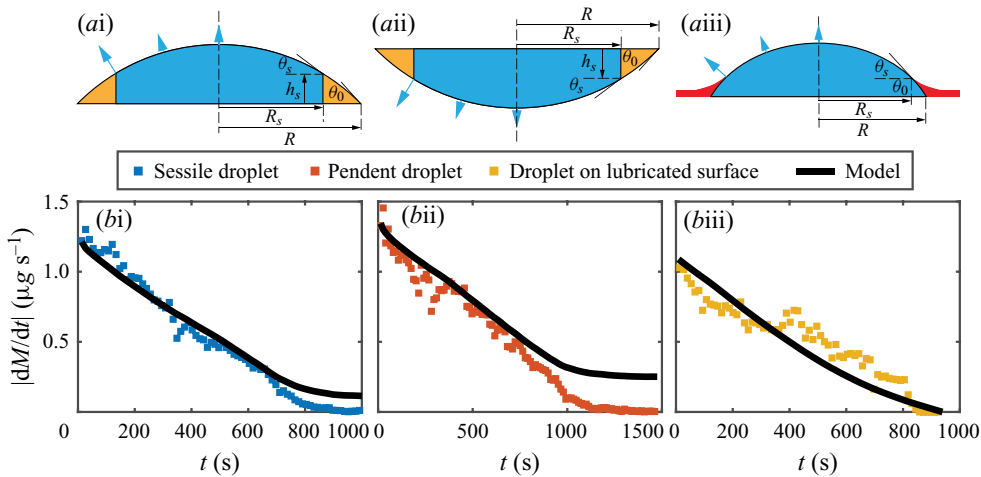 (ai)
θs
hs
θ0
Rs
R
(aii)
R
Rs
hs
θ0
θs
(aiii)
θs
θ0
Rs
R
Sessile droplet Pendent droplet Droplet on lubricated surface Model
|dM/dt| (μg s⁻¹)
1.5
1.0
0.5
0
(bi)
0 200 400 600 800 1000
t (s)
(bii)
0 500 1000 1500
t (s)
(biii)
0 200 400 600 800 1000
t (s)